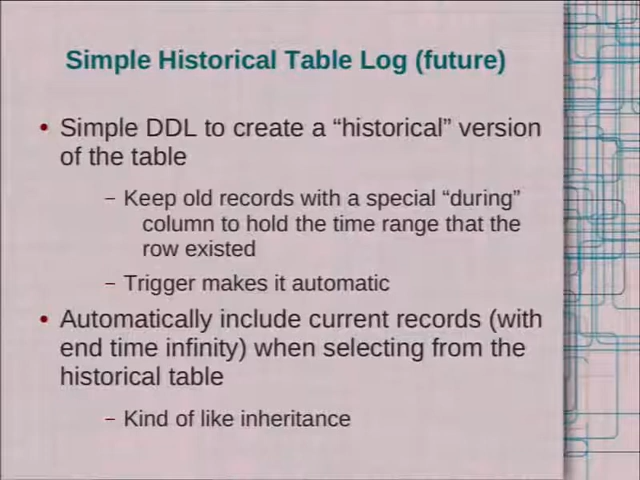 Simple Historical Table Log (future)
• Simple DDL to create a “historical” version
of the table
– Keep old records with a special “during”
column to hold the time range that the
row existed
– Trigger makes it automatic
• Automatically include current records (with
end time infinity) when selecting from the
historical table
– Kind of like inheritance